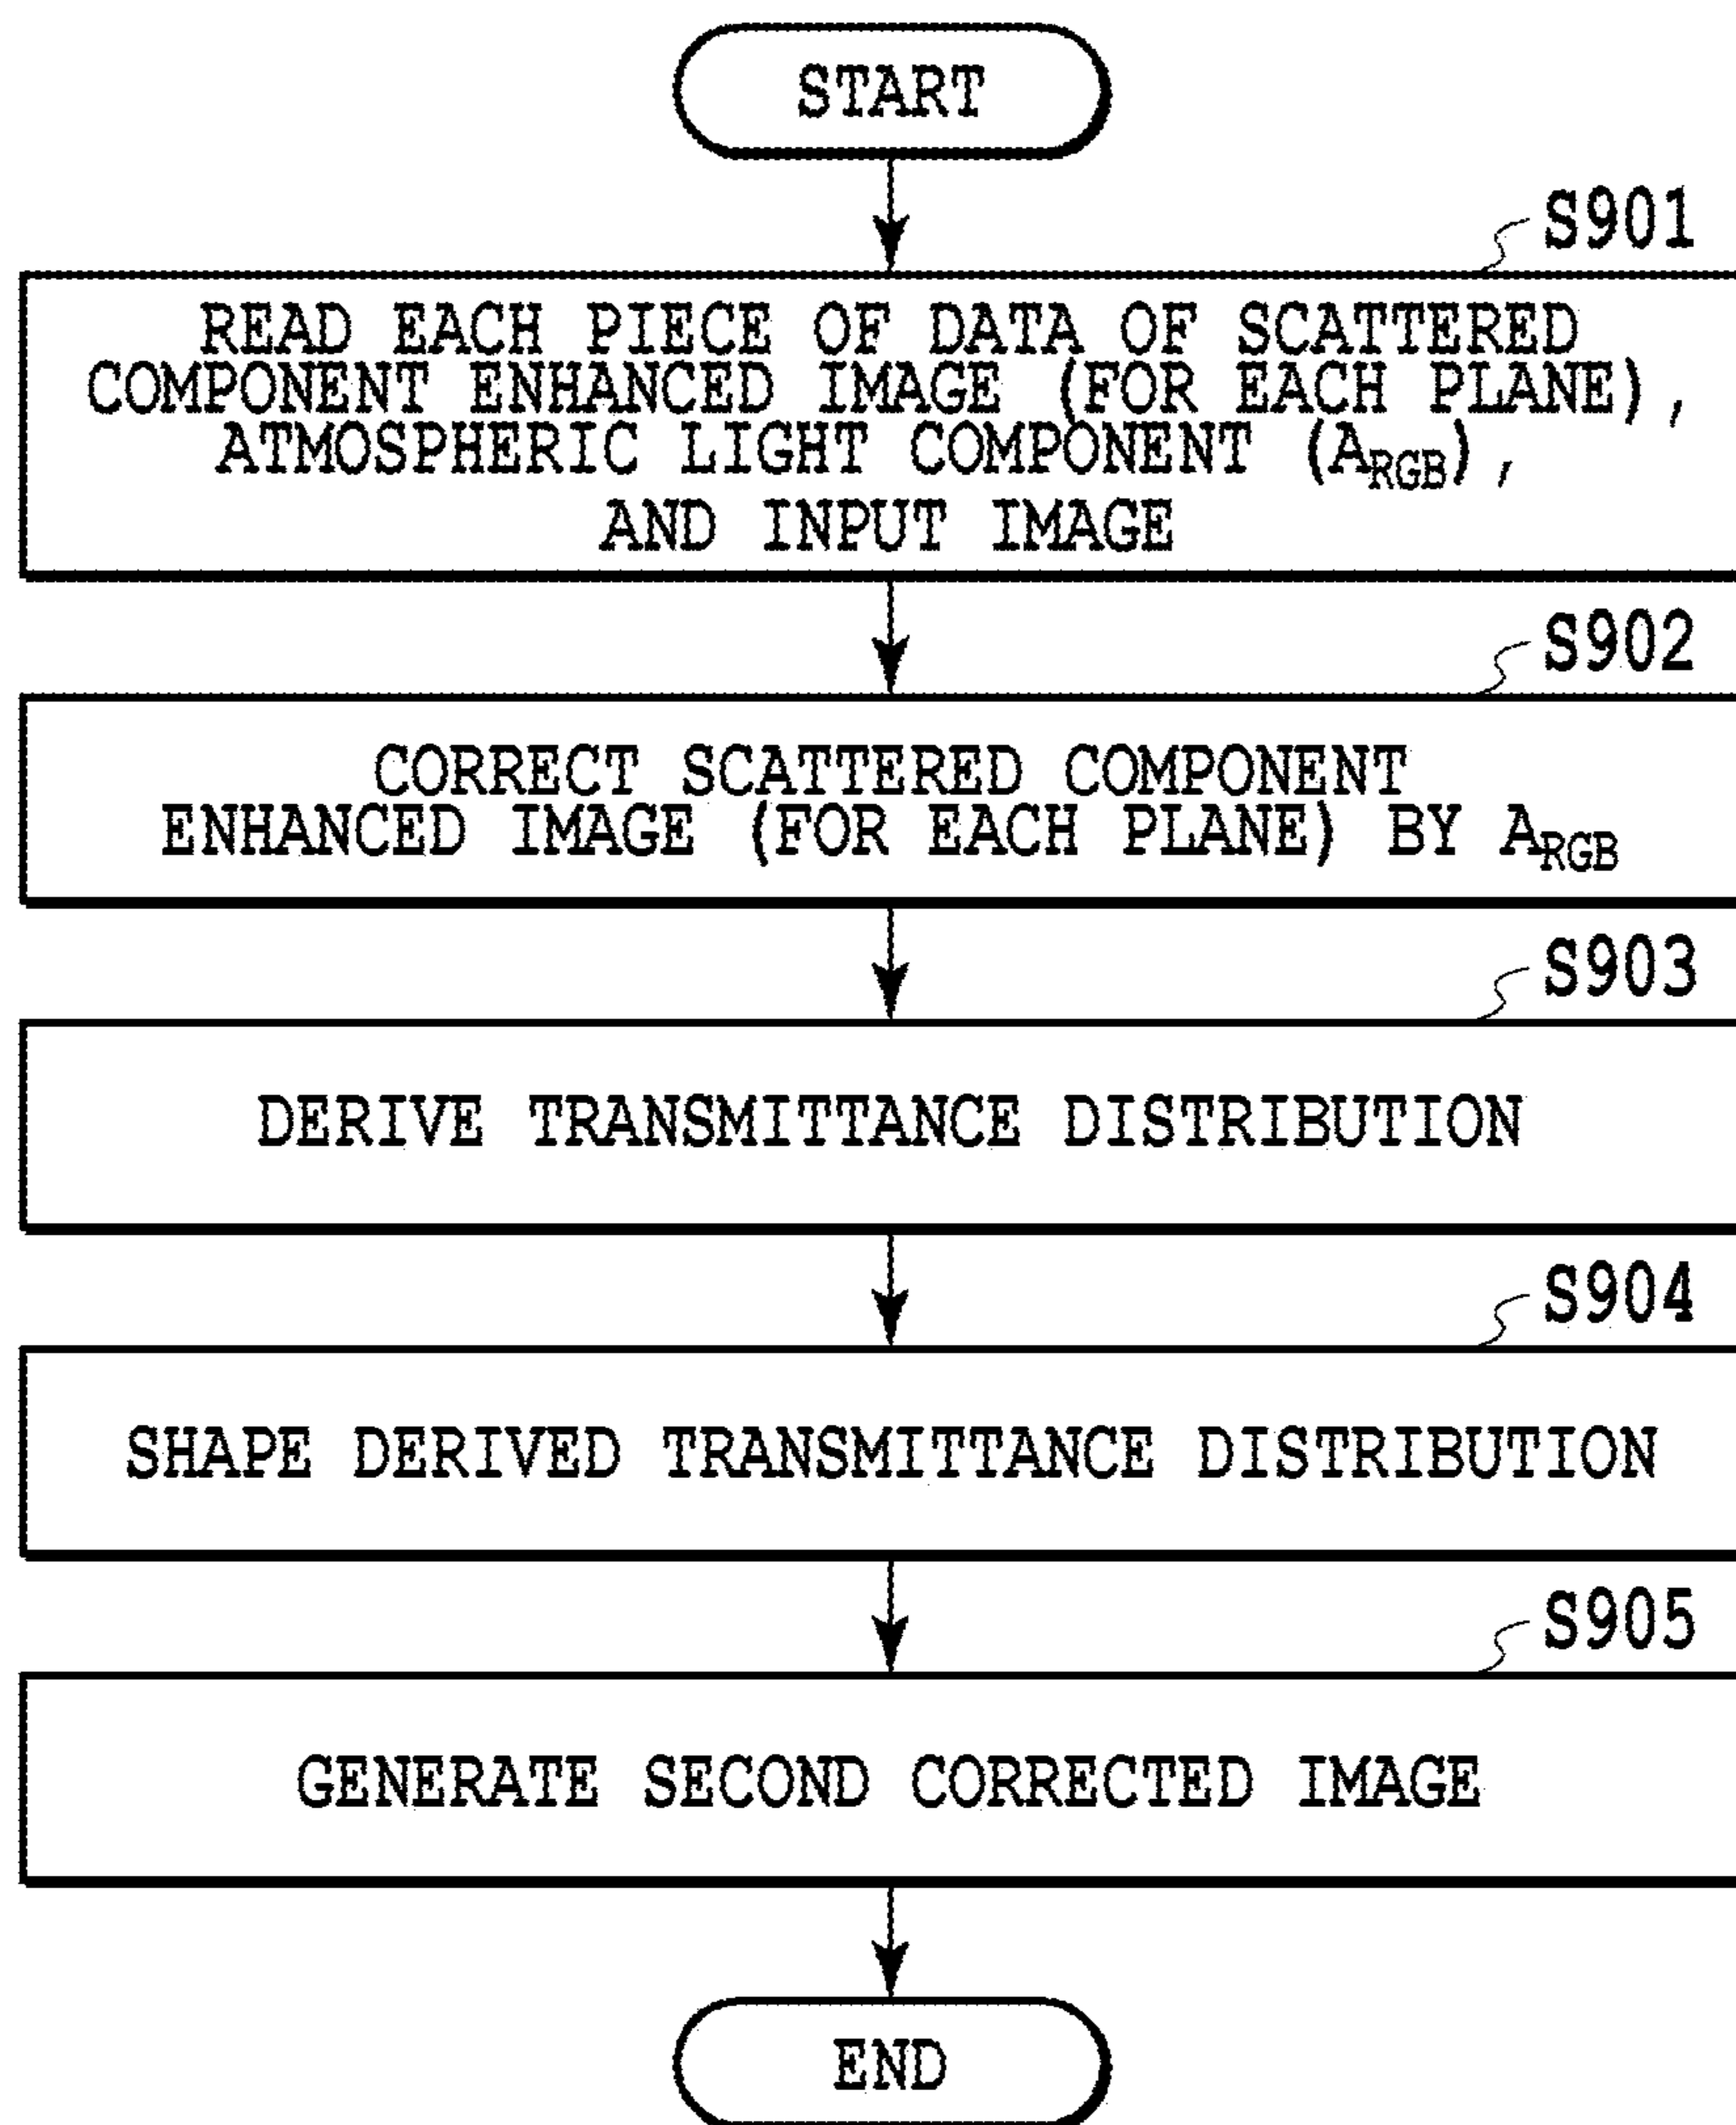 START
S901
READ EACH PIECE OF DATA OF SCATTERED
COMPONENT ENHANCED IMAGE (FOR EACH PLANE),
ATMOSPHERIC LIGHT COMPONENT (ARGB),
AND INPUT IMAGE
S902
CORRECT SCATTERED COMPONENT
ENHANCED IMAGE (FOR EACH PLANE) BY ARGB
S903
DERIVE TRANSMITTANCE DISTRIBUTION
S904
SHAPE DERIVED TRANSMITTANCE DISTRIBUTION
S905
GENERATE SECOND CORRECTED IMAGE
END